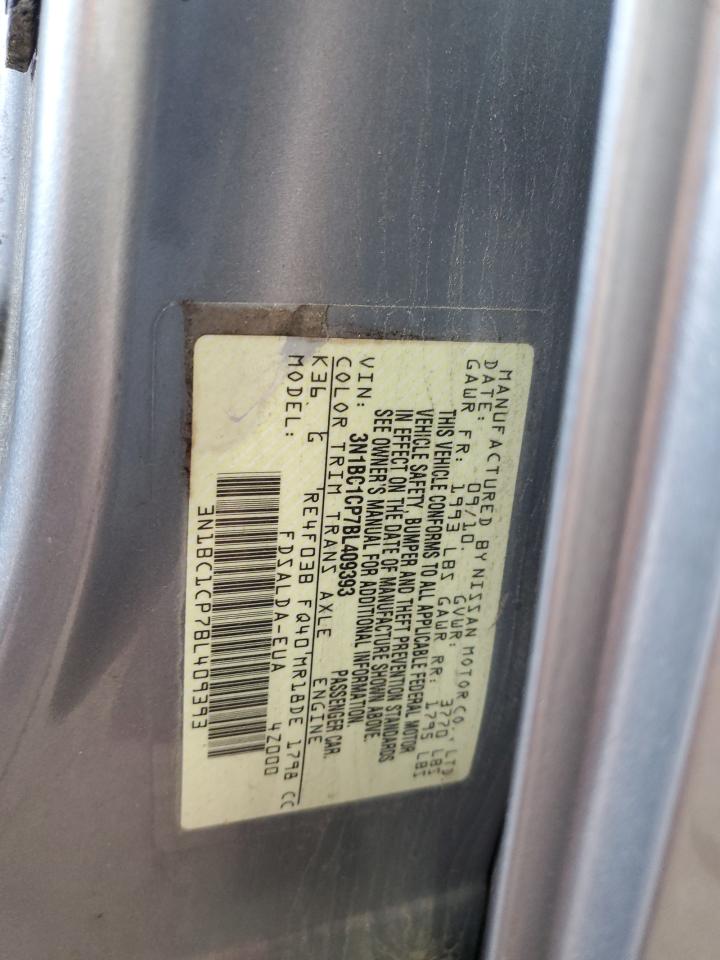 MANUFACTURED BY NISSAN MOTOR CO., LTD
DATE: 09/10. GVWR: 3770 LBS
GAWR FR: 1993 LBS GAWR RR: 1795 LBS
THIS VEHICLE CONFORMS TO ALL APPLICABLE FEDERAL MOTOR
VEHICLE SAFETY, BUMPER AND THEFT PREVENTION STANDARDS
IN EFFECT ON THE DATE OF MANUFACTURE SHOWN ABOVE.
SEE OWNER'S MANUAL FOR ADDITIONAL INFORMATION.
VIN: 3N1BC1CP7BL409393 PASSENGER CAR.
COLOR TRIM TRANS AXLE ENGINE
K36 G RE4F03B FQ40 MR18DE 1798 CC
MODEL: FDSALDA-EUA 4Z000
3N1BC1CP7BL409393